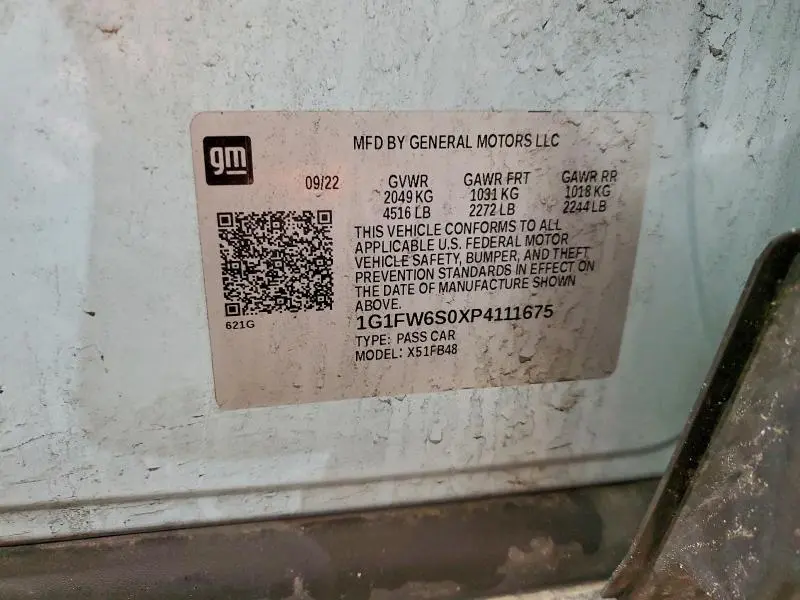 gm
MFD BY GENERAL MOTORS LLC
09/22 GVWR GAWR FRT GAWR RR
2049 KG 1031 KG 1018 KG
4516 LB 2272 LB 2244 LB
THIS VEHICLE CONFORMS TO ALL
APPLICABLE U.S. FEDERAL MOTOR
VEHICLE SAFETY, BUMPER, AND THEFT
PREVENTION STANDARDS IN EFFECT ON
THE DATE OF MANUFACTURE SHOWN
ABOVE.
621G
1G1FW6S0XP4111675
TYPE: PASS CAR
MODEL: X51FB48